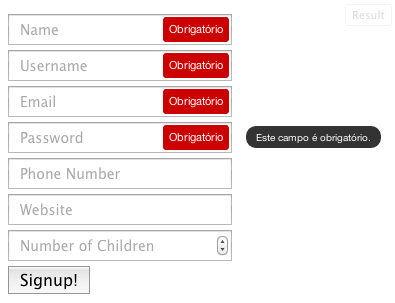 Result
Name Obrigatório
Username Obrigatório
Email Obrigatório
Password Obrigatório Este campo é obrigatório.
Phone Number
Website
Number of Children
Signup!